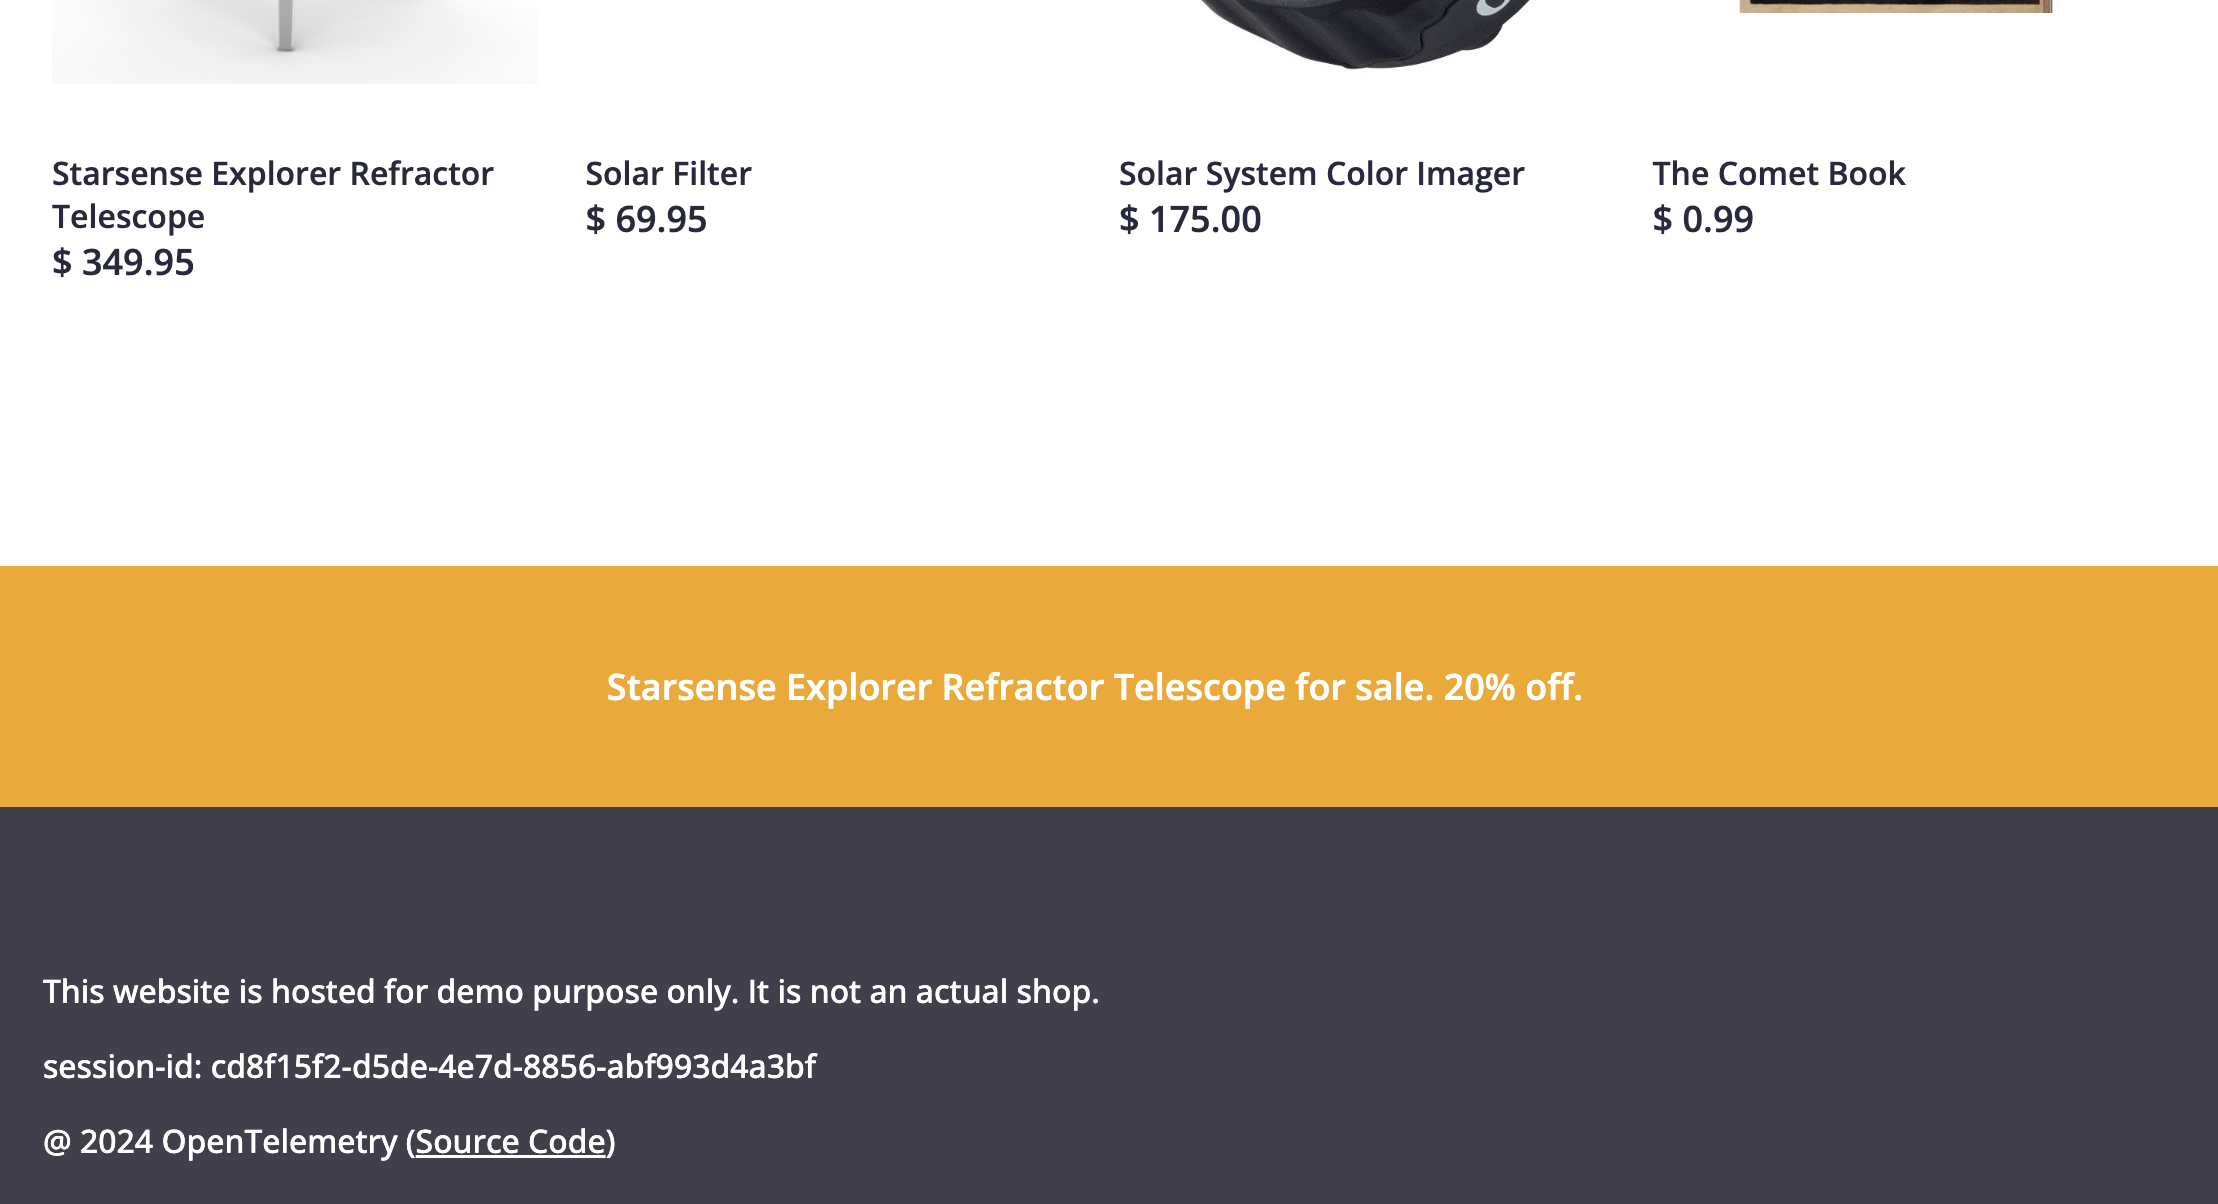 Starsense Explorer Refractor
Telescope
$ 349.95
Solar Filter
$ 69.95
Solar System Color Imager
$ 175.00
The Comet Book
$ 0.99
Starsense Explorer Refractor Telescope for sale. 20% off.
This website is hosted for demo purpose only. It is not an actual shop.
session-id: cd8f15f2-d5de-4e7d-8856-abf993d4a3bf
@ 2024 OpenTelemetry (Source Code)